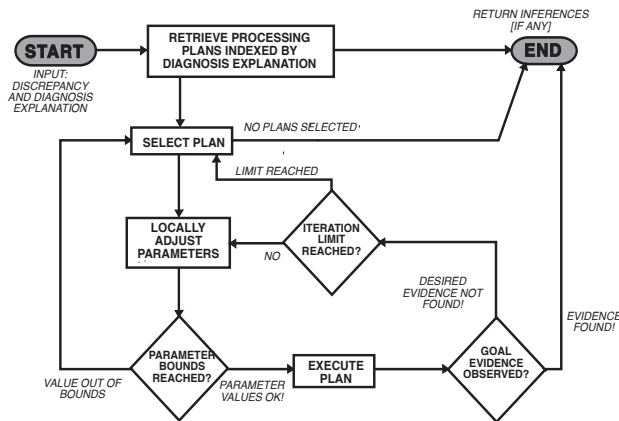 RETURN INFERENCES
[IF ANY]
START
RETRIEVE PROCESSING
PLANS INDEXED BY
DIAGNOSIS EXPLANATION
END
INPUT:
DISCREPANCY
AND DIAGNOSIS
EXPLANATION
NO PLANS SELECTED
SELECT PLAN
LIMIT REACHED
LOCALLY
ADJUST
PARAMETERS
NO
ITERATION
LIMIT
REACHED?
DESIRED
EVIDENCE NOT
FOUND!
EVIDENCE
FOUND!
PARAMETER
BOUNDS
REACHED?
EXECUTE
PLAN
GOAL
EVIDENCE
OBSERVED?
VALUE OUT OF
BOUNDS
PARAMETER
VALUES OK!